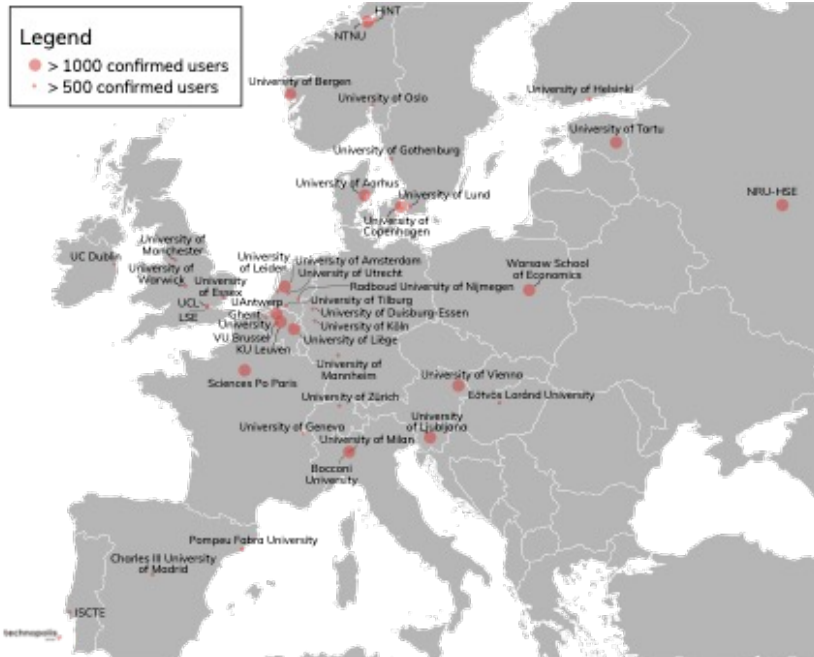 Legend
> 1000 confirmed users
> 500 confirmed users
HiNT
NTNU
University of Bergen
University of Oslo
University of Helsinki
University of Tartu
University of Gothenburg
University of Aarhus
University of Lund
University of
Copenhagen
NRU-HSE
UC Dublin
University of
Manchester
University of
Warwick
University
of Essex
UCL
LSE
University
of Leiden
University of Amsterdam
University of Utrecht
Radboud University of Nijmegen
UAntwerp
University of Tilburg
Ghent
University
University of Duisburg-Essen
University of Köln
VU Brussel
University of Liège
KU Leuven
Warsaw School
of Economics
Sciences Po Paris
University of
Mannheim
University of Vienna
University of Zürich
Eötvös Loránd University
University
of Ljubljana
University of Geneva
University of Milan
Bocconi
University
Pompeu Fabra University
Charles III University
of Madrid
ISCTE
technopolis